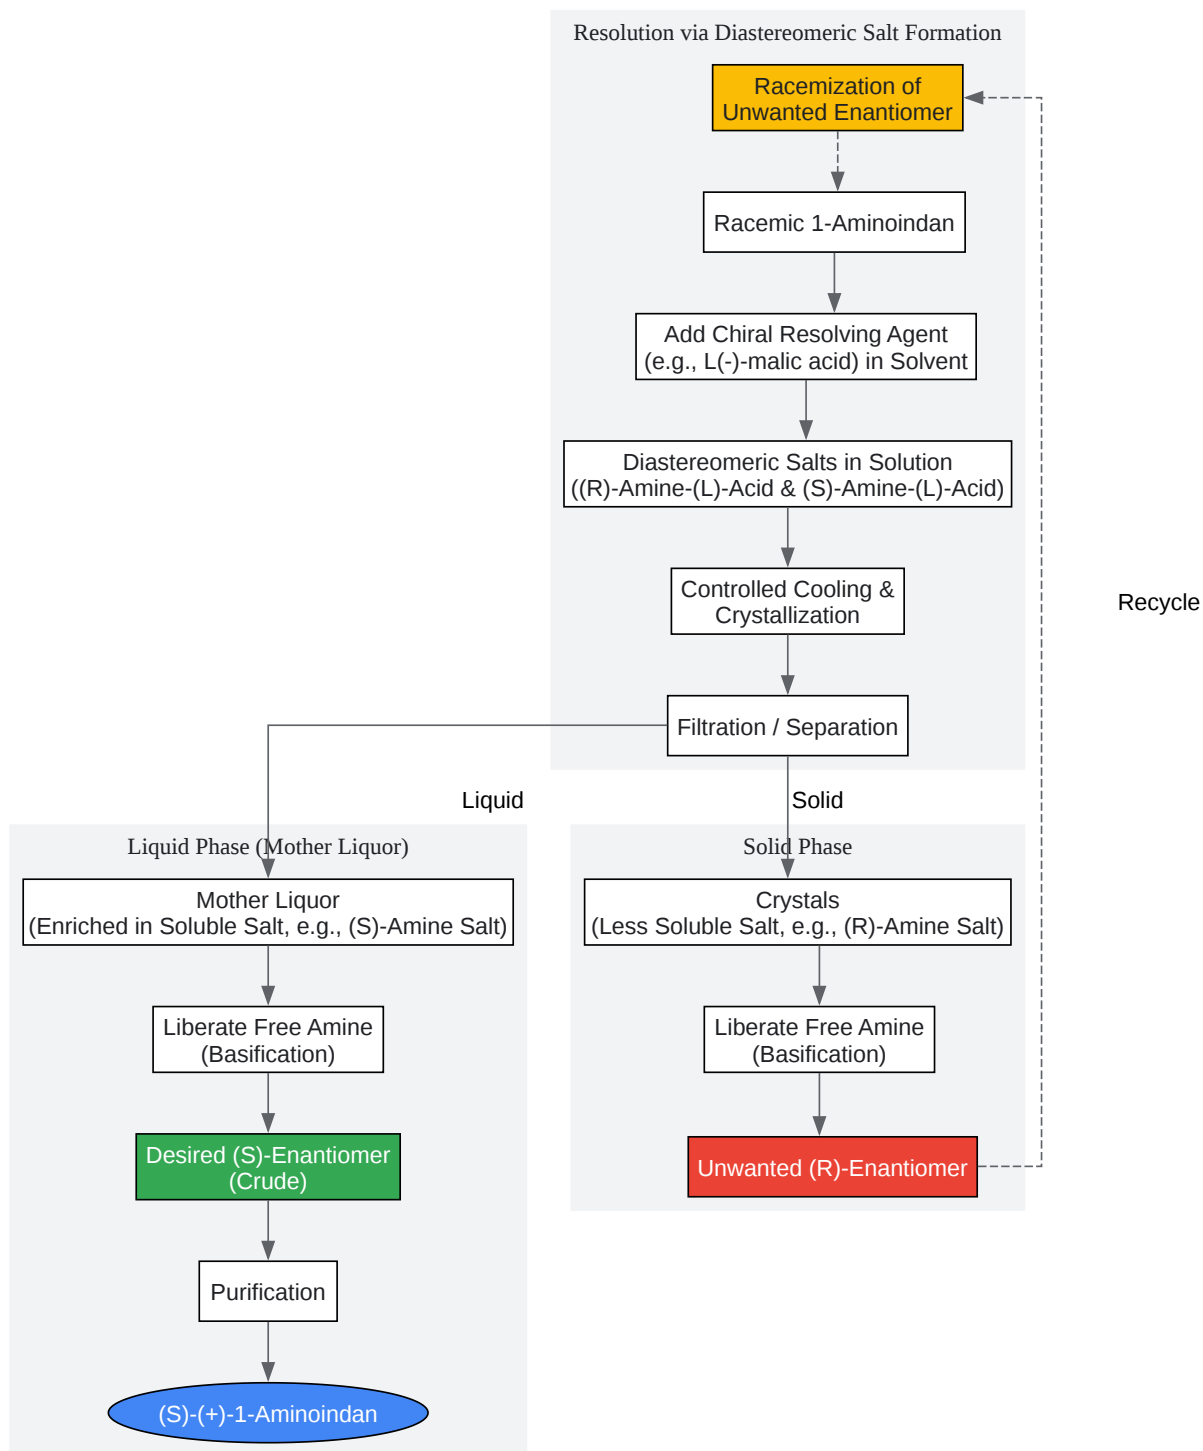 Resolution via Diastereomeric Salt Formation
Racemization of
Unwanted Enantiomer
Racemic 1-Aminoindan
Add Chiral Resolving Agent
(e.g., L(-)-malic acid) in Solvent
Diastereomeric Salts in Solution
((R)-Amine-(L)-Acid & (S)-Amine-(L)-Acid)
Controlled Cooling &
Crystallization
Recycle
Filtration / Separation
Liquid
Solid
Liquid Phase (Mother Liquor)
Mother Liquor
(Enriched in Soluble Salt, e.g., (S)-Amine Salt)
Liberate Free Amine
(Basification)
Desired (S)-Enantiomer
(Crude)
Purification
(S)-(+)-1-Aminoindan
Solid Phase
Crystals
(Less Soluble Salt, e.g., (R)-Amine Salt)
Liberate Free Amine
(Basification)
Unwanted (R)-Enantiomer